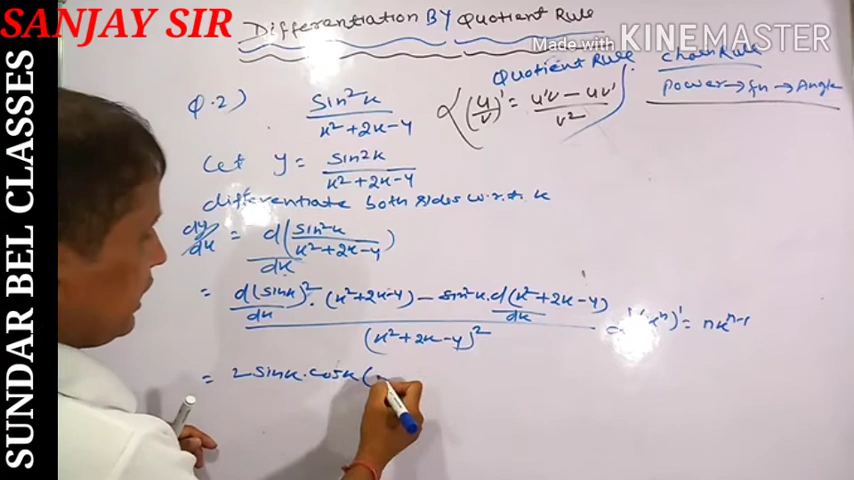 SANJAY SIR
SUNDAR BEL CLASSES
Made with KINEMASTER
Differentiation BY Quotient Rule
Quotient Rule
chain Rule
power → fn → Angle
Q.2) Sin²x / x²+2x-4
(u/v)' = u'v - uv' / v²
Let y = sin²x / x²+2x-4
differentiate both sides w.r.t. x
dy/dx = d(sin²x / x²+2x-4) / dx
= d(sinx)²/dx . (x²+2x-4) - sin²x.d(x²+2x-4)/dx
(x²+2x-4)²
(xⁿ)' = nxⁿ⁻¹
= 2sinx.cosx(